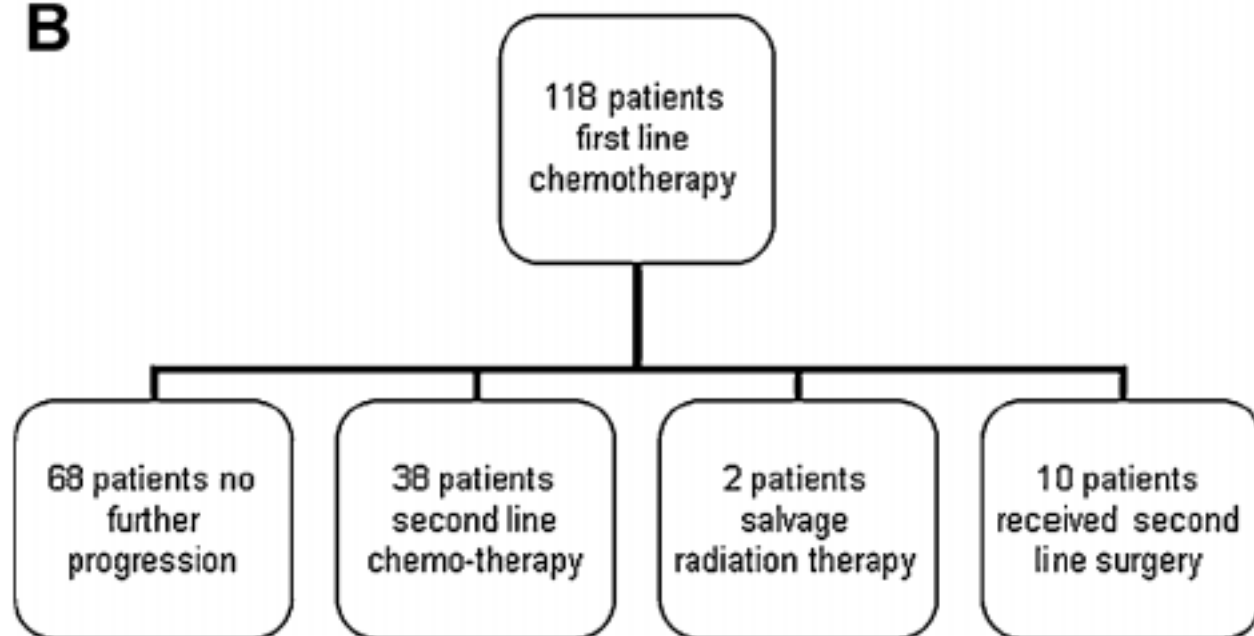 B
118 patients
first line
chemotherapy
68 patients no
further
progression
38 patients
second line
chemo-therapy
2 patients
salvage
radiation therapy
10 patients
received second
line surgery